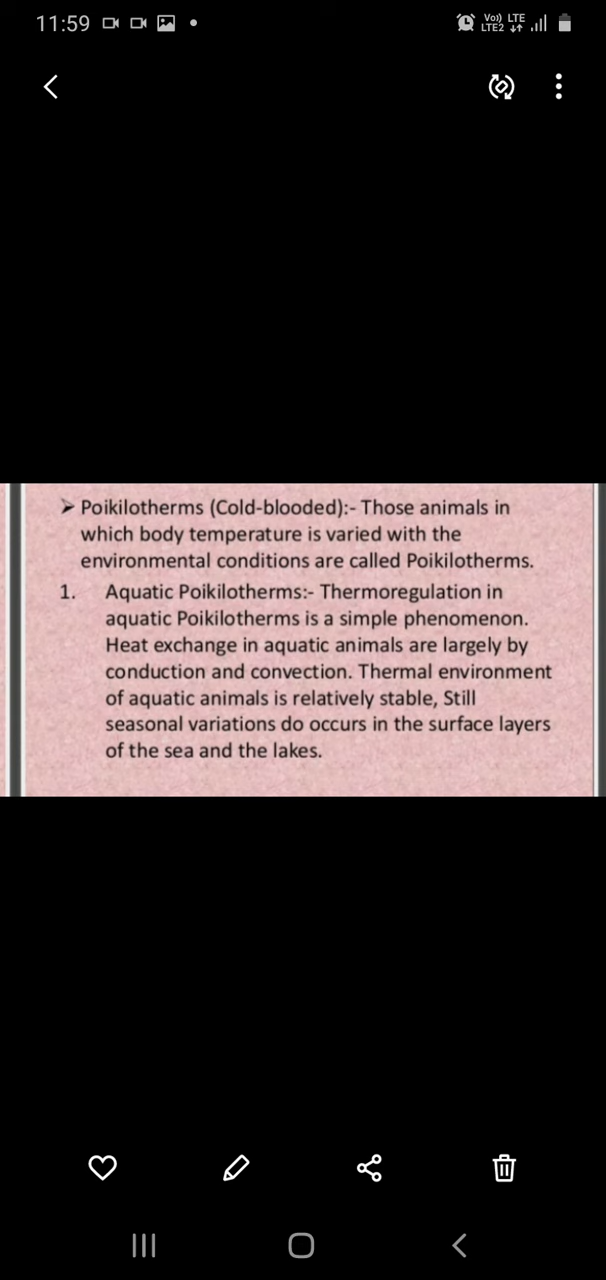 11:59
Vo)) LTE
LTE2
➤ Poikilotherms (Cold-blooded):- Those animals in
which body temperature is varied with the
environmental conditions are called Poikilotherms.
1. Aquatic Poikilotherms:- Thermoregulation in
aquatic Poikilotherms is a simple phenomenon.
Heat exchange in aquatic animals are largely by
conduction and convection. Thermal environment
of aquatic animals is relatively stable, Still
seasonal variations do occurs in the surface layers
of the sea and the lakes.